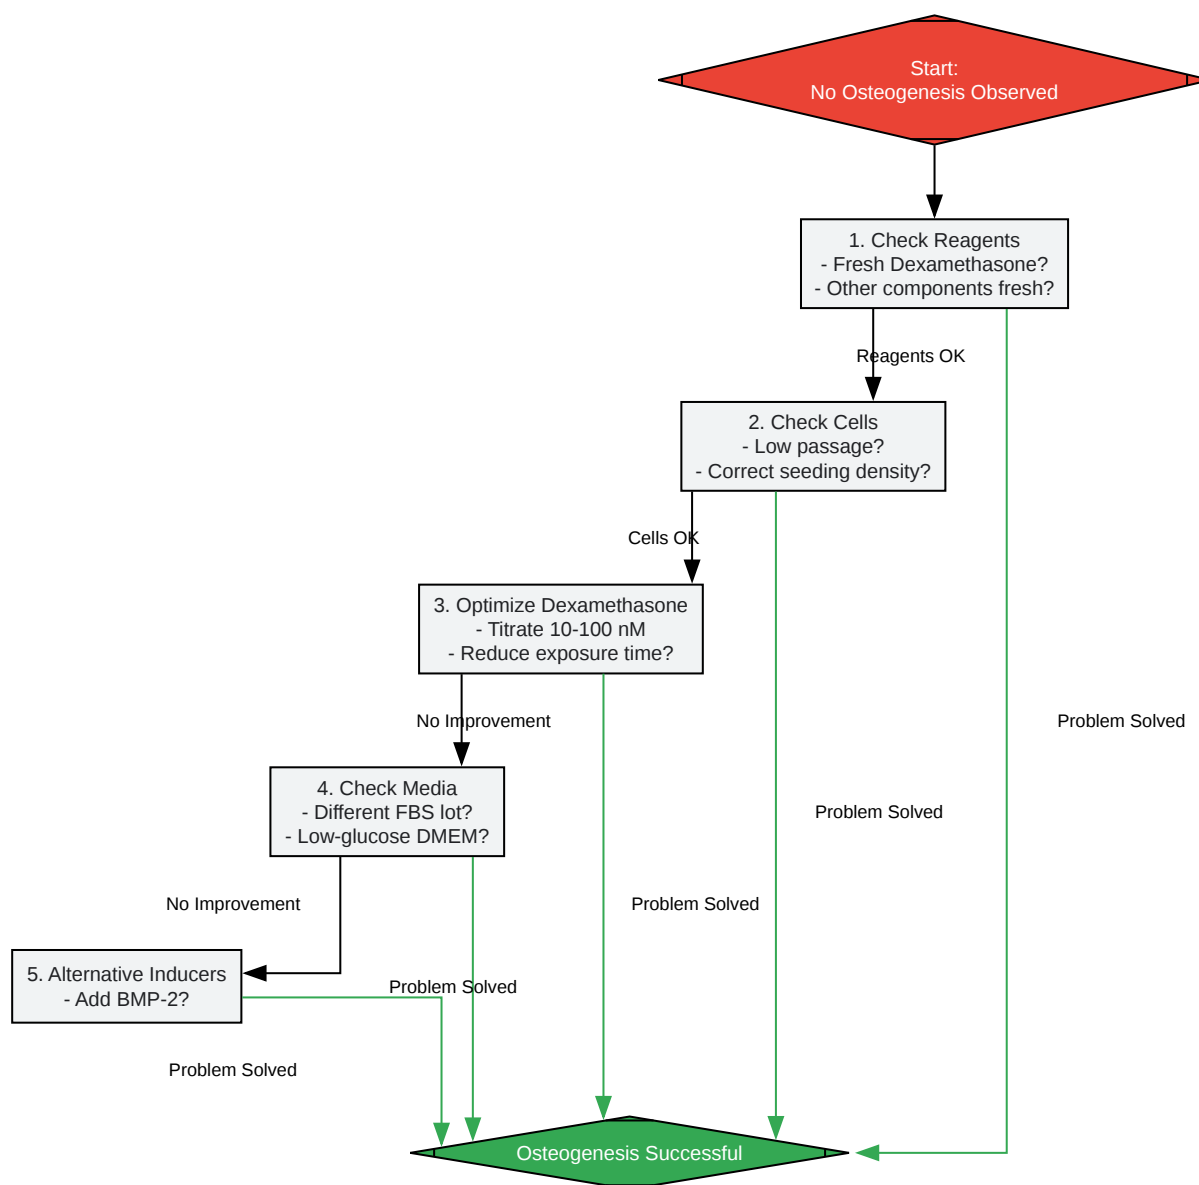 Start:
No Osteogenesis Observed
1. Check Reagents
- Fresh Dexamethasone?
- Other components fresh?
Reagents OK
2. Check Cells
- Low passage?
- Correct seeding density?
Cells OK
3. Optimize Dexamethasone
- Titrate 10-100 nM
- Reduce exposure time?
No Improvement
Problem Solved
4. Check Media
- Different FBS lot?
- Low-glucose DMEM?
Problem Solved
No Improvement
Problem Solved
5. Alternative Inducers
- Add BMP-2?
Problem Solved
Problem Solved
Osteogenesis Successful